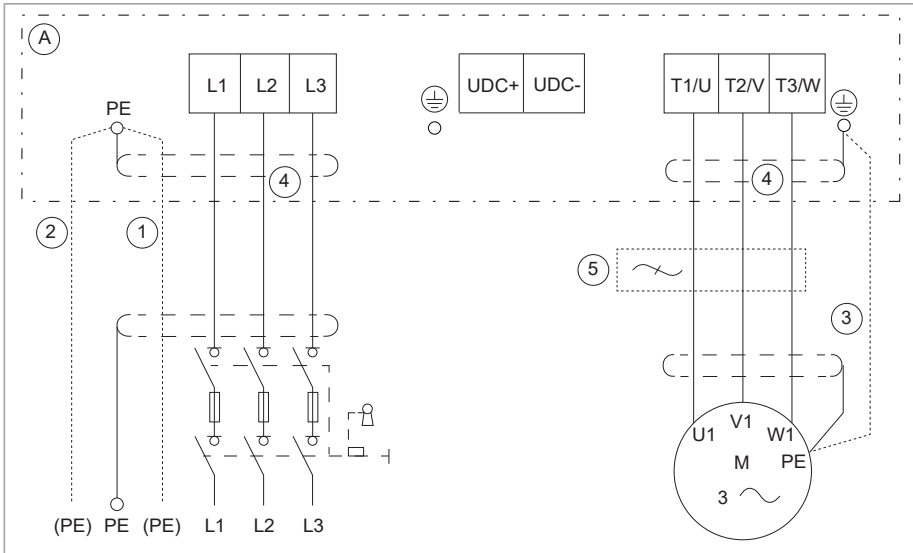 A
L1 L2 L3
UDC+ UDC-
T1/U T2/V T3/W
PE
4
4
2
1
5
3
U1 V1 W1
M PE
3
(PE) PE (PE) L1 L2 L3